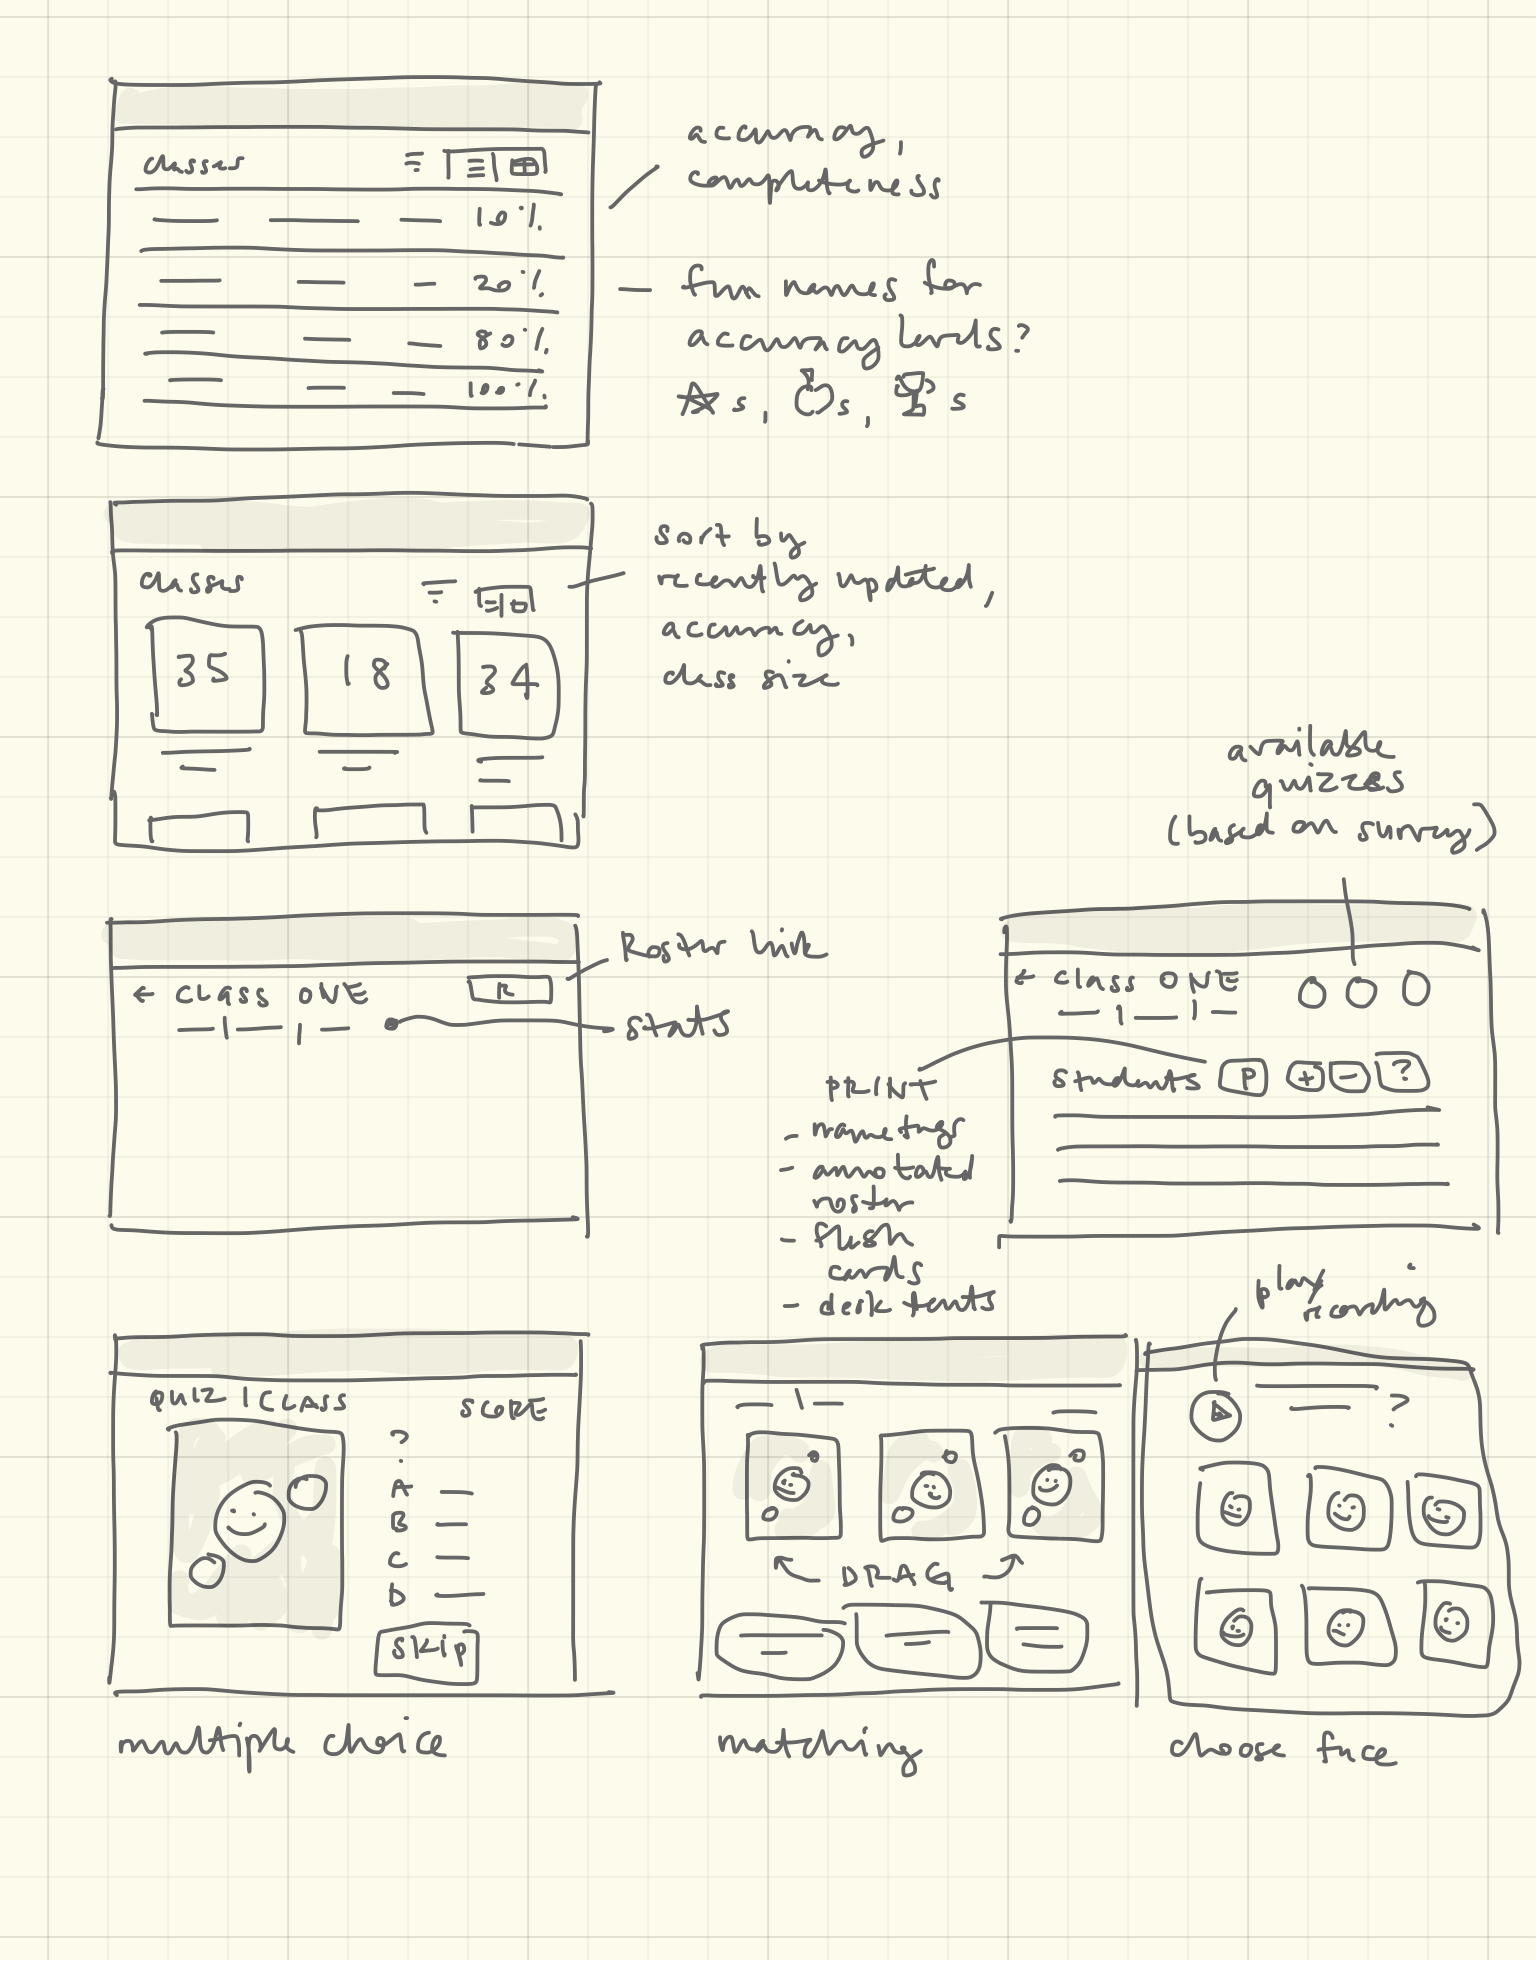 classes
10%
20%
80%
100%
accuracy,
completeness
fun names for
accuracy levels?
s, s, s
classes
35 18 34
sort by
recently updated,
accuracy,
class size
available
quizzes
(based on survey)
← CLASS ONE R
Roster link
stats
← CLASS ONE
students P + - ?
PRINT
- nametags
- annotated
roster
- flash
cards
- desk tents
play
recording
QUIZ | CLASS SCORE
?
A
B
C
D
SKip
multiple choice
DRAG
matching
?
choose face